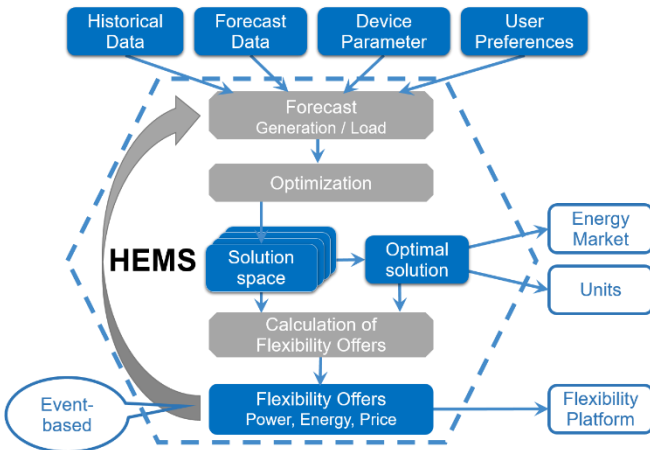 Historical
Data
Forecast
Data
Device
Parameter
User
Preferences
Forecast
Generation / Load
Optimization
HEMS
Solution
space
Optimal
solution
Energy
Market
Units
Calculation of
Flexibility Offers
Event-
based
Flexibility Offers
Power, Energy, Price
Flexibility
Platform